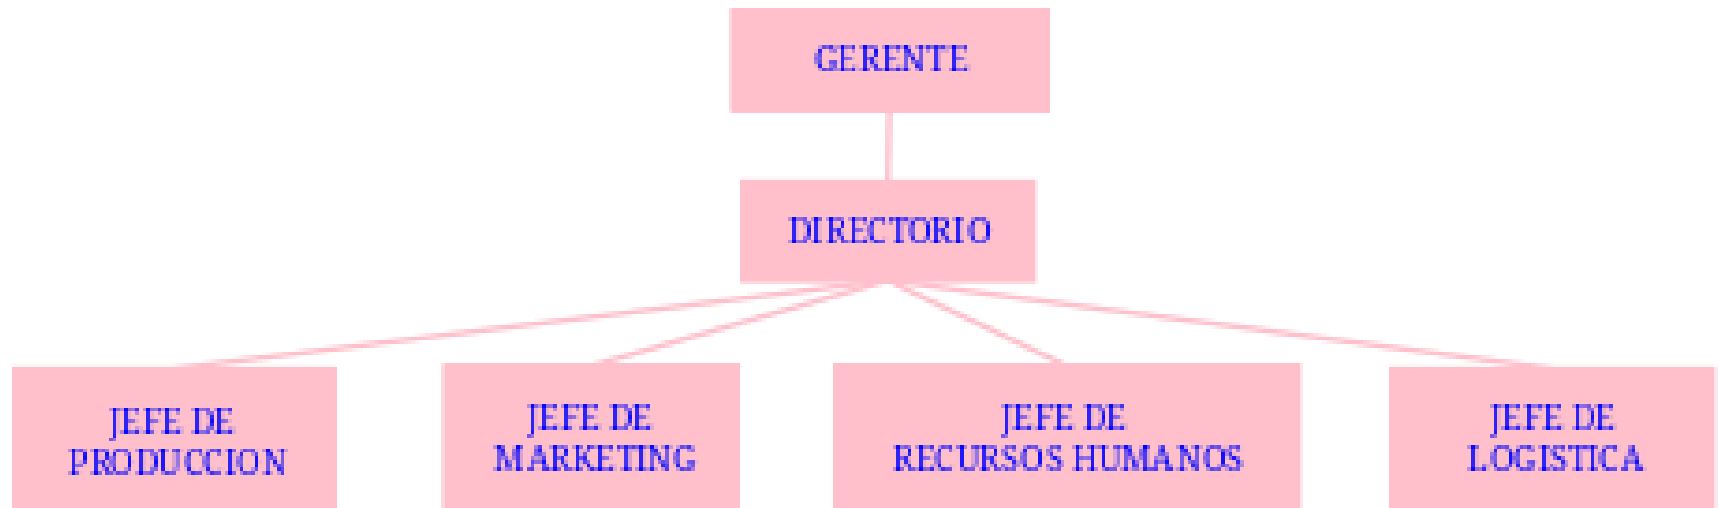 GERENTE
DIRECTORIO
JEFE DE
PRODUCCION
JEFE DE
MARKETING
JEFE DE
RECURSOS HUMANOS
JEFE DE
LOGISTICA